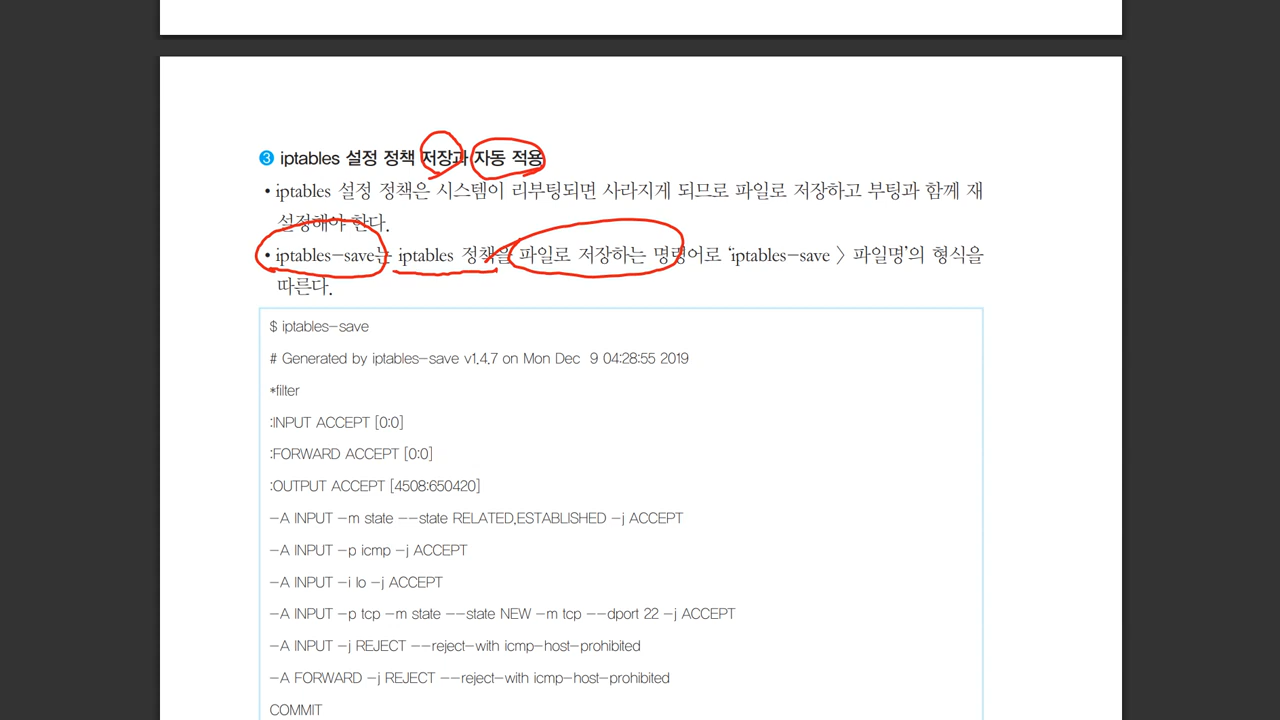 ❸ iptables 설정 정책 저장과 자동 적용
• iptables 설정 정책은 시스템이 리부팅되면 사라지게 되므로 파일로 저장하고 부팅과 함께 재
설정해야 한다.
• iptables-save는 iptables 정책을 파일로 저장하는 명령어로 ‘iptables-save 〉 파일명’의 형식을
따른다.
$ iptables-save
# Generated by iptables-save v1.4.7 on Mon Dec  9 04:28:55 2019
*filter
:INPUT ACCEPT [0:0]
:FORWARD ACCEPT [0:0]
:OUTPUT ACCEPT [4508:650420]
-A INPUT -m state --state RELATED,ESTABLISHED -j ACCEPT
-A INPUT -p icmp -j ACCEPT
-A INPUT -i lo -j ACCEPT
-A INPUT -p tcp -m state --state NEW -m tcp --dport 22 -j ACCEPT
-A INPUT -j REJECT --reject-with icmp-host-prohibited
-A FORWARD -j REJECT --reject-with icmp-host-prohibited
COMMIT